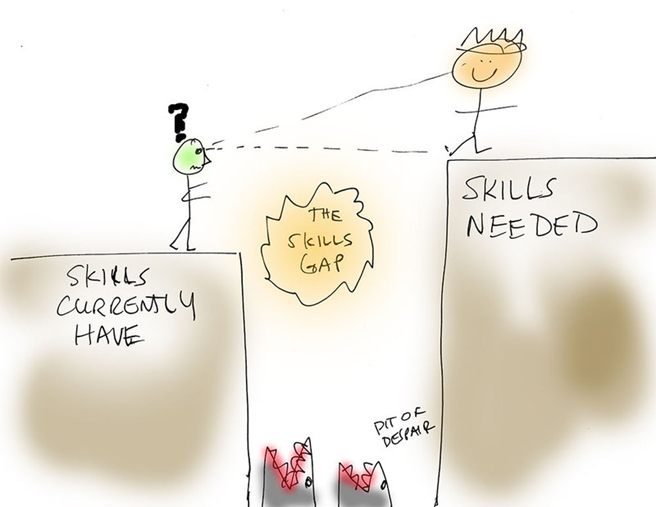 ?
SKILLS
CURRENTLY
HAVE
THE
SKILLS
GAP
SKILLS
NEEDED
PIT OF
DESPAIR